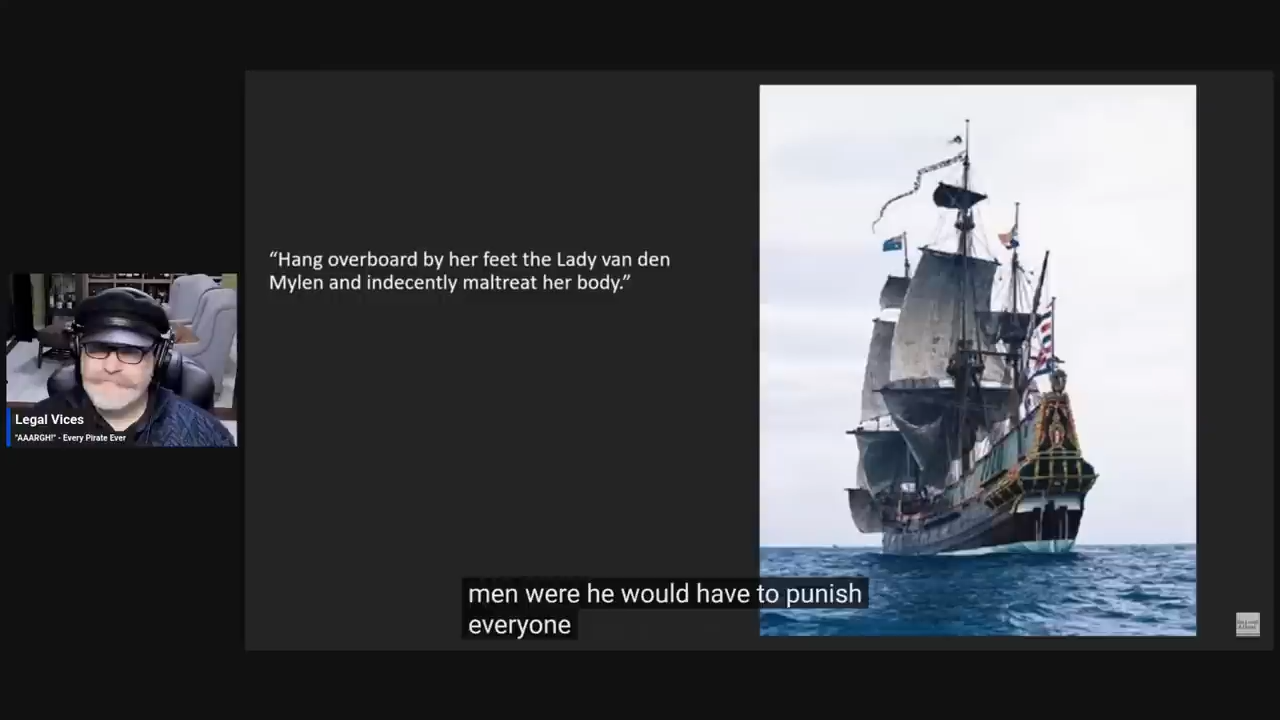 “Hang overboard by her feet the Lady van den
Mylen and indecently maltreat her body.”
Legal Vices
"AAARGH!" - Every Pirate Ever
men were he would have to punish
everyone